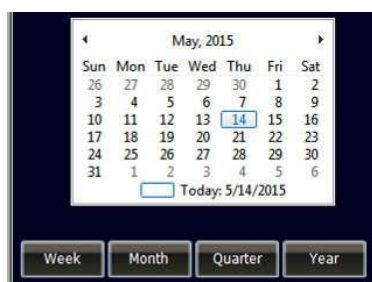 May, 2015
Sun Mon Tue Wed Thu Fri Sat
26 27 28 29 30 1 2
3 4 5 6 7 8 9
10 11 12 13 14 15 16
17 18 19 20 21 22 23
24 25 26 27 28 29 30
31 1 2 3 4 5 6
Today: 5/14/2015
Week Month Quarter Year